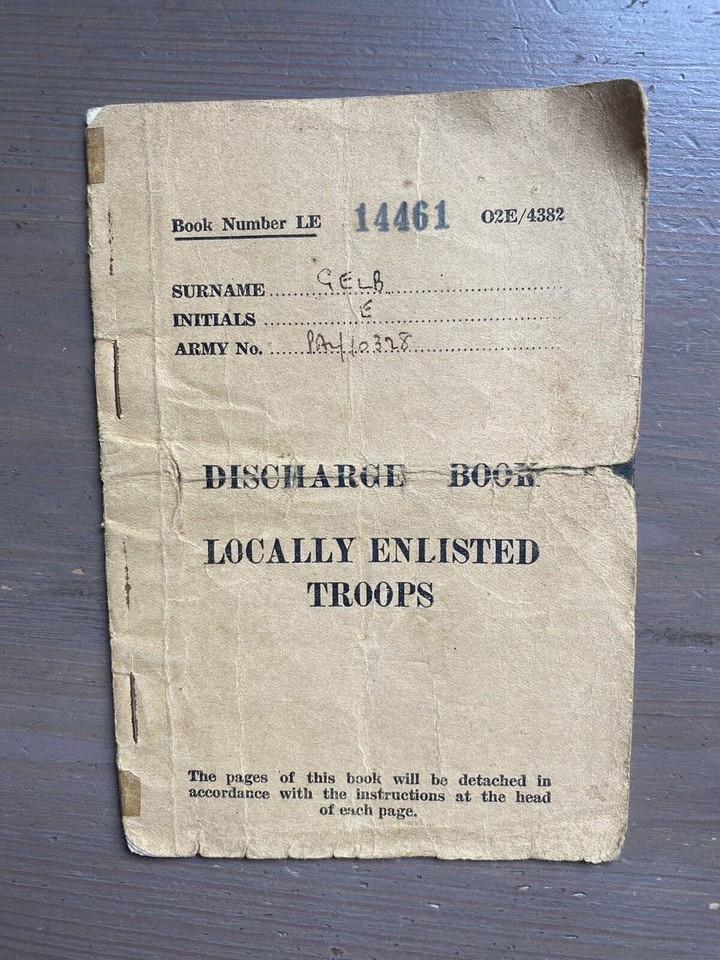 Book Number LE 14461 O2E/4382
SURNAME GELB
INITIALS E
ARMY No. PAL/10328
DISCHARGE BOOK
LOCALLY ENLISTED
TROOPS
The pages of this book will be detached in
accordance with the instructions at the head
of each page.